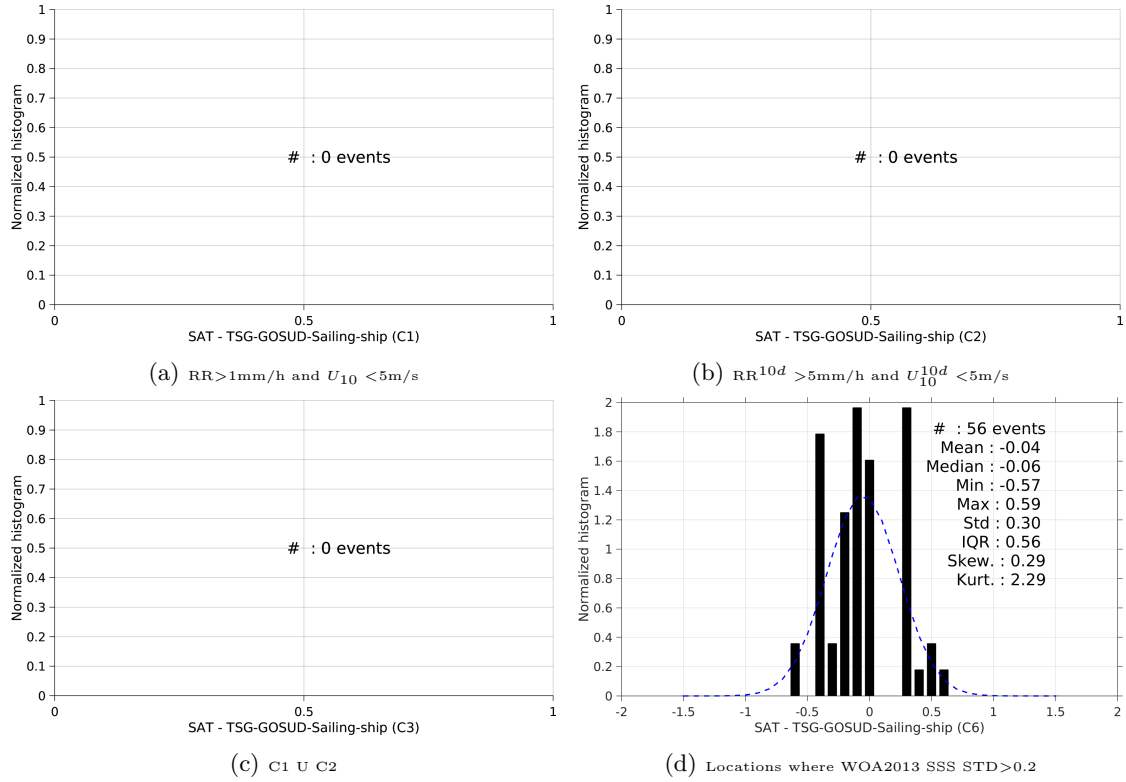 1
0.9
0.8
0.7
0.6
0.5
0.4
0.3
0.2
0.1
0
Normalized histogram
# : 0 events
0 0.5 1
SAT - TSG-GOSUD-Sailing-ship (C1)
(a) RR>1mm/h and U10 <5m/s
1
0.9
0.8
0.7
0.6
0.5
0.4
0.3
0.2
0.1
0
Normalized histogram
# : 0 events
0 0.5 1
SAT - TSG-GOSUD-Sailing-ship (C2)
(b) RR^10d >5mm/h and U10^10d <5m/s
1
0.9
0.8
0.7
0.6
0.5
0.4
0.3
0.2
0.1
0
Normalized histogram
# : 0 events
0 0.5 1
SAT - TSG-GOSUD-Sailing-ship (C3)
(c) C1 U C2
2
1.8
1.6
1.4
1.2
1
0.8
0.6
0.4
0.2
0
Normalized histogram
# : 56 events
Mean : -0.04
Median : -0.06
Min : -0.57
Max : 0.59
Std : 0.30
IQR : 0.56
Skew. : 0.29
Kurt. : 2.29
-2 -1.5 -1 -0.5 0 0.5 1 1.5 2
SAT - TSG-GOSUD-Sailing-ship (C6)
(d) Locations where WOA2013 SSS STD>0.2